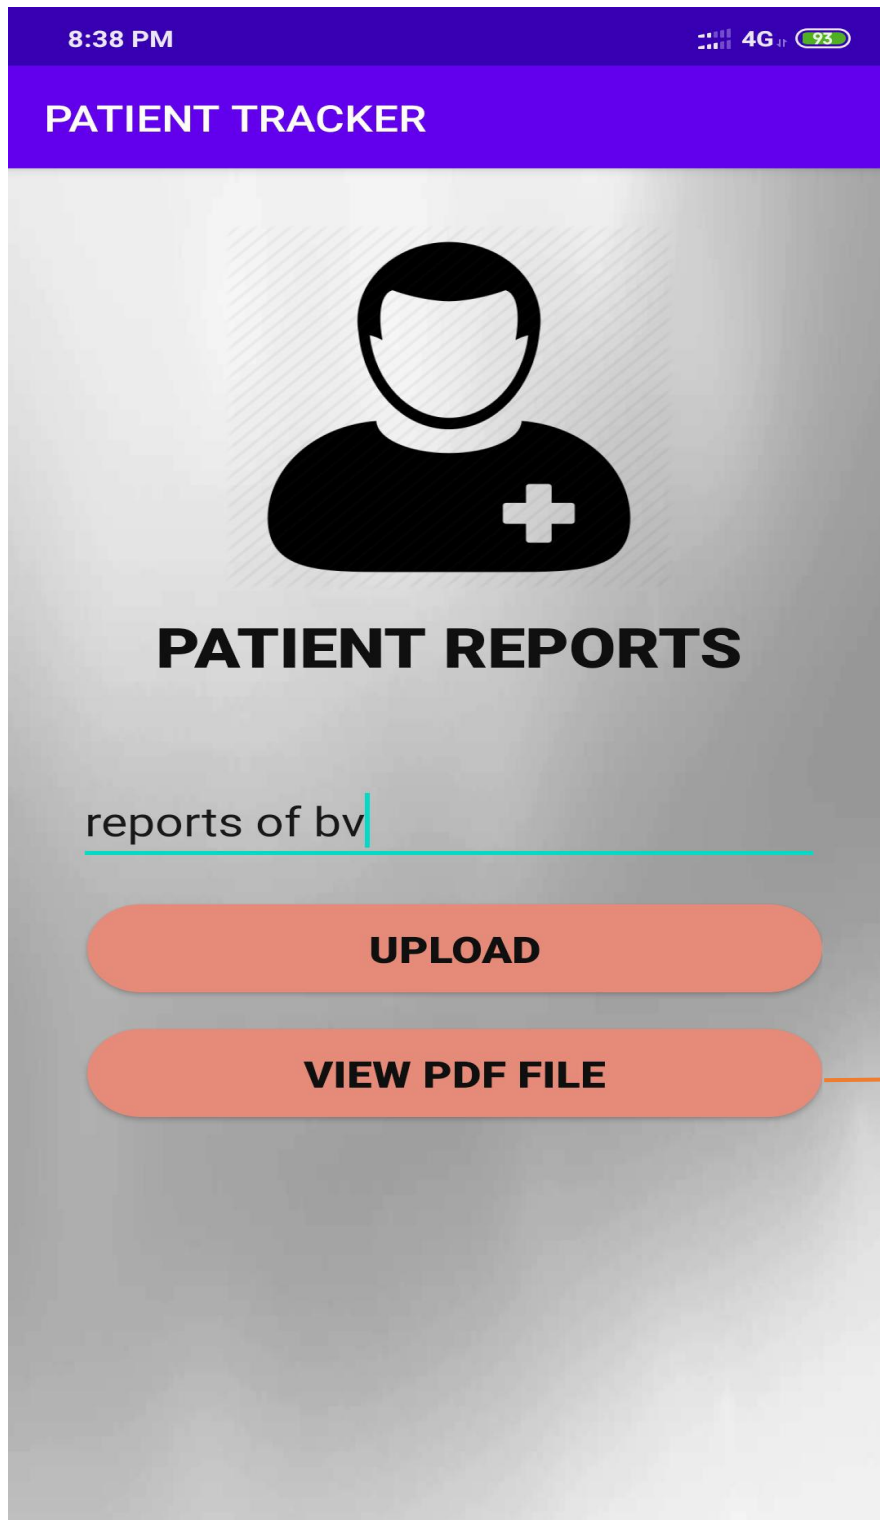 8:38 PM 4G 93
PATIENT TRACKER
PATIENT REPORTS
reports of bv
UPLOAD
VIEW PDF FILE